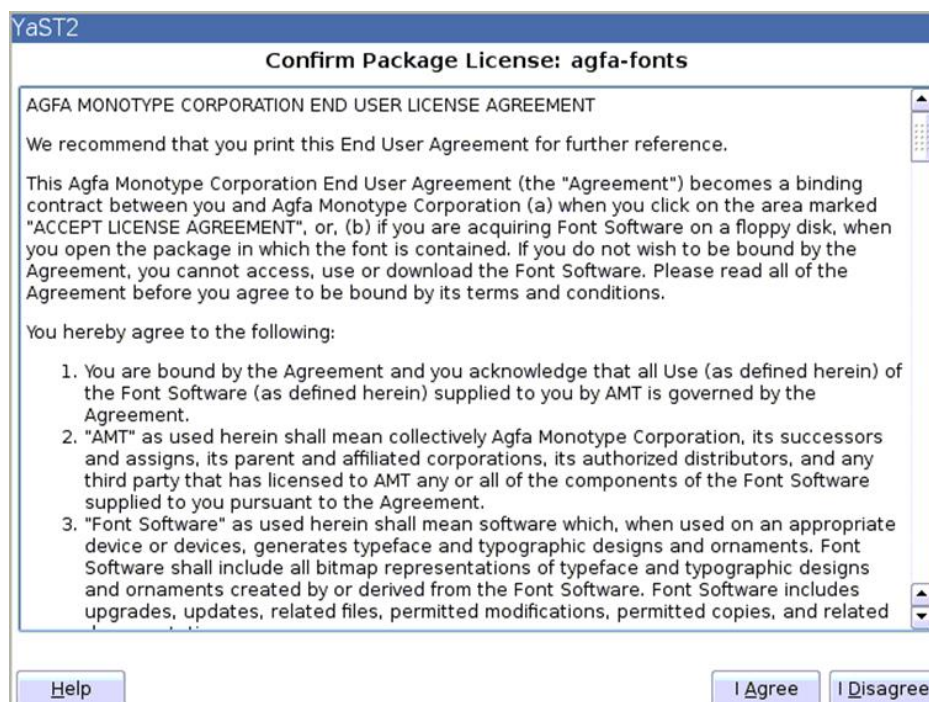 YaST2
Confirm Package License: agfa-fonts
AGFA MONOTYPE CORPORATION END USER LICENSE AGREEMENT
We recommend that you print this End User Agreement for further reference.
This Agfa Monotype Corporation End User Agreement (the "Agreement") becomes a binding
contract between you and Agfa Monotype Corporation (a) when you click on the area marked
"ACCEPT LICENSE AGREEMENT", or, (b) if you are acquiring Font Software on a floppy disk, when
you open the package in which the font is contained. If you do not wish to be bound by the
Agreement, you cannot access, use or download the Font Software. Please read all of the
Agreement before you agree to be bound by its terms and conditions.
You hereby agree to the following:
1. You are bound by the Agreement and you acknowledge that all Use (as defined herein) of
the Font Software (as defined herein) supplied to you by AMT is governed by the
Agreement.
2. "AMT" as used herein shall mean collectively Agfa Monotype Corporation, its successors
and assigns, its parent and affiliated corporations, its authorized distributors, and any
third party that has licensed to AMT any or all of the components of the Font Software
supplied to you pursuant to the Agreement.
3. "Font Software" as used herein shall mean software which, when used on an appropriate
device or devices, generates typeface and typographic designs and ornaments. Font
Software shall include all bitmap representations of typeface and typographic designs
and ornaments created by or derived from the Font Software. Font Software includes
upgrades, updates, related files, permitted modifications, permitted copies, and related
Help
I Agree
I Disagree